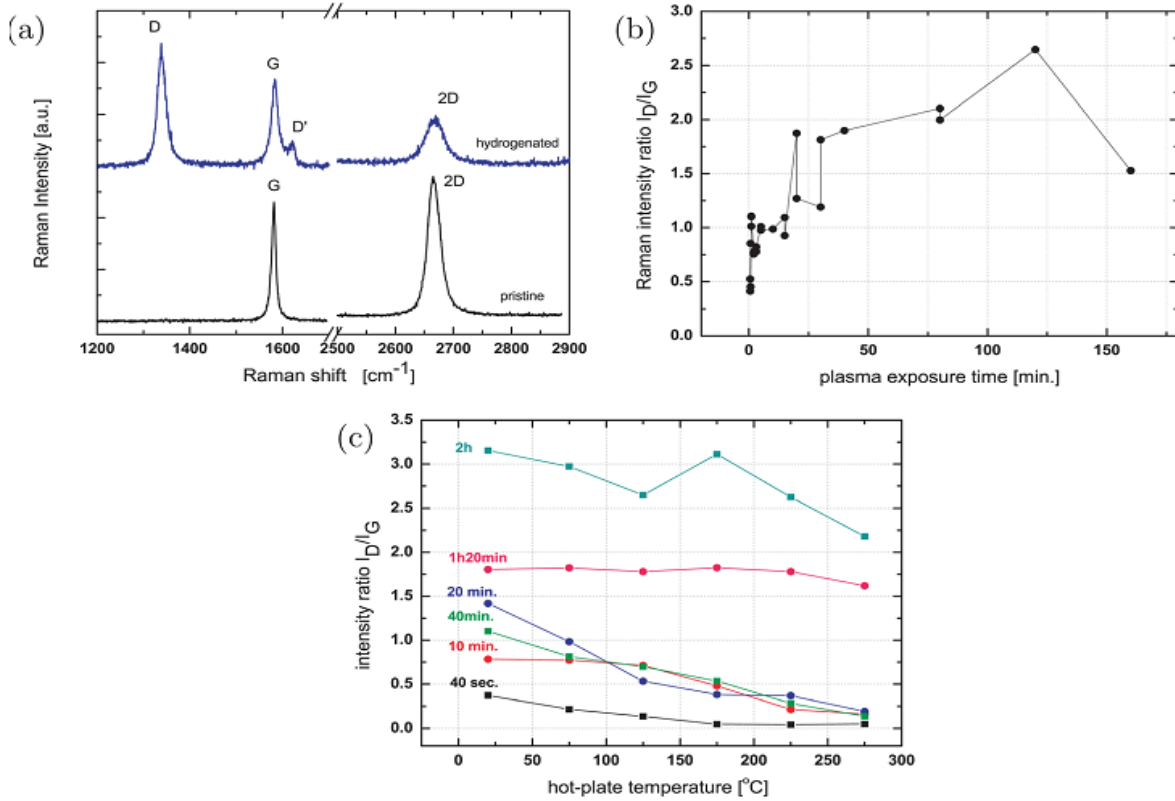 (a)
D
G
D'
2D
hydrogenated
G
2D
pristine
Raman Intensity [a.u.]
1200 1400 1600 2500 2600 2700 2800 2900
Raman shift [cm-1]
(b)
3.0
2.5
2.0
1.5
1.0
0.5
0.0
Raman intensity ratio ID/IG
0 50 100 150
plasma exposure time [min.]
(c)
3.5
3.0
2.5
2.0
1.5
1.0
0.5
0.0
intensity ratio ID/IG
2h
1h20min
20 min.
40min.
10 min.
40 sec.
0 50 100 150 200 250 300
hot-plate temperature [oC]